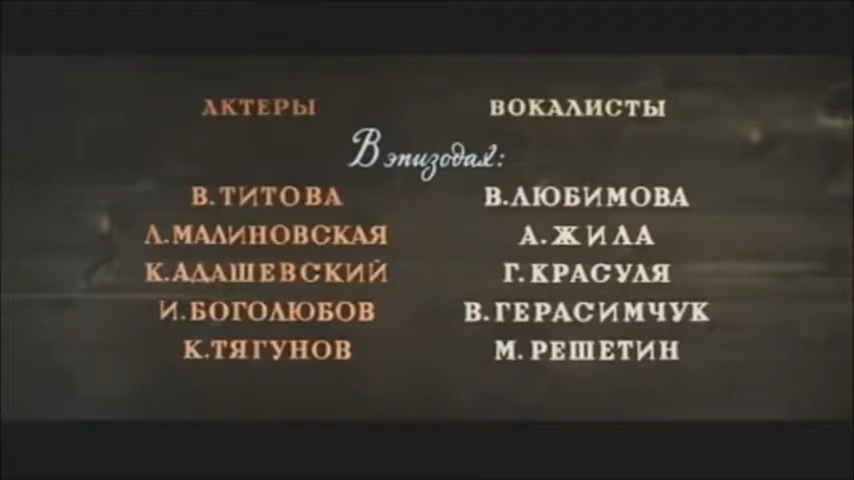 АКТЕРЫ ВОКАЛИСТЫ
В эпизодах:
В.ТИТОВА В.ЛЮБИМОВА
Л.МАЛИНОВСКАЯ А.ЖИЛА
К.АДАШЕВСКИЙ Г.КРАСУЛЯ
И.БОГОЛЮБОВ В.ГЕРАСИМЧУК
К.ТЯГУНОВ М.РЕШЕТИН